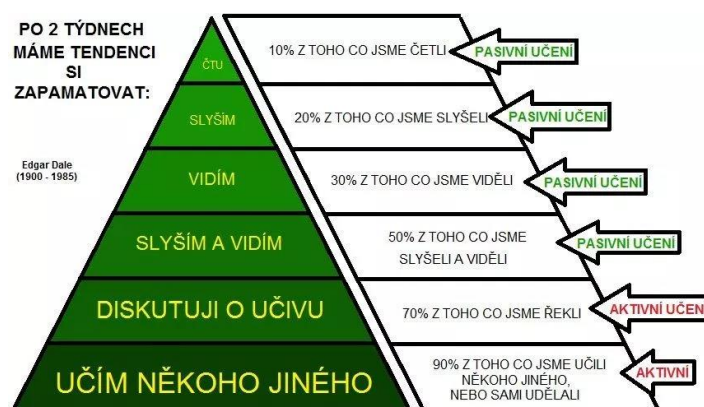 PO 2 TÝDNECH
MÁME TENDENCI
SI
ZAPAMATOVAT:
Edgar Dale
(1900 - 1985)
ČTU
10% Z TOHO CO JSME ČETLI
PASIVNÍ UČENÍ
SLYŠÍM
20% Z TOHO CO JSME SLYŠELI
PASIVNÍ UČENÍ
VIDÍM
30% Z TOHO CO JSME VIDĚLI
PASIVNÍ UČENÍ
SLYŠÍM A VIDÍM
50% Z TOHO CO JSME
SLYŠELI A VIDĚLI
PASIVNÍ UČENÍ
DISKUTUJI O UČIVU
70% Z TOHO CO JSME ŘEKLI
AKTIVNÍ UČEN
UČÍM NĚKOHO JINÉHO
90% Z TOHO CO JSME UČILI
NĚKOHO JINÉHO,
NEBO SAMI UDĚLALI
AKTIVNÍ